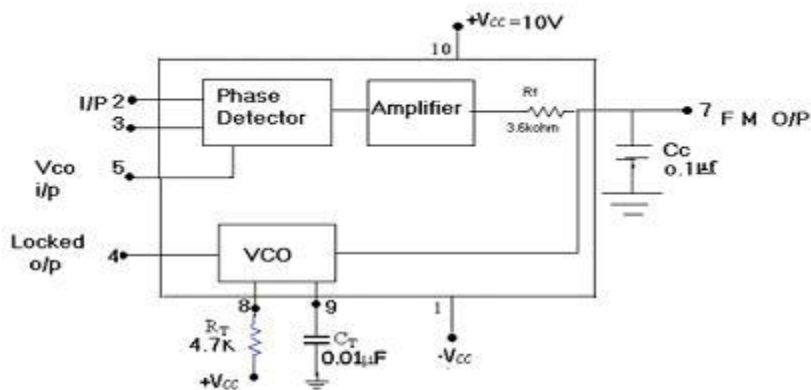 +VCC=10V
10
I/P 2
3
Phase
Detector
Amplifier
Rf
3.6kohm
7 F M O/P
Cc
0.1µf
Vco 5
i/p
Locked
o/p 4
VCO
8 9 1
RT
4.7K
CT
0.01µF
-VCC
+VCC